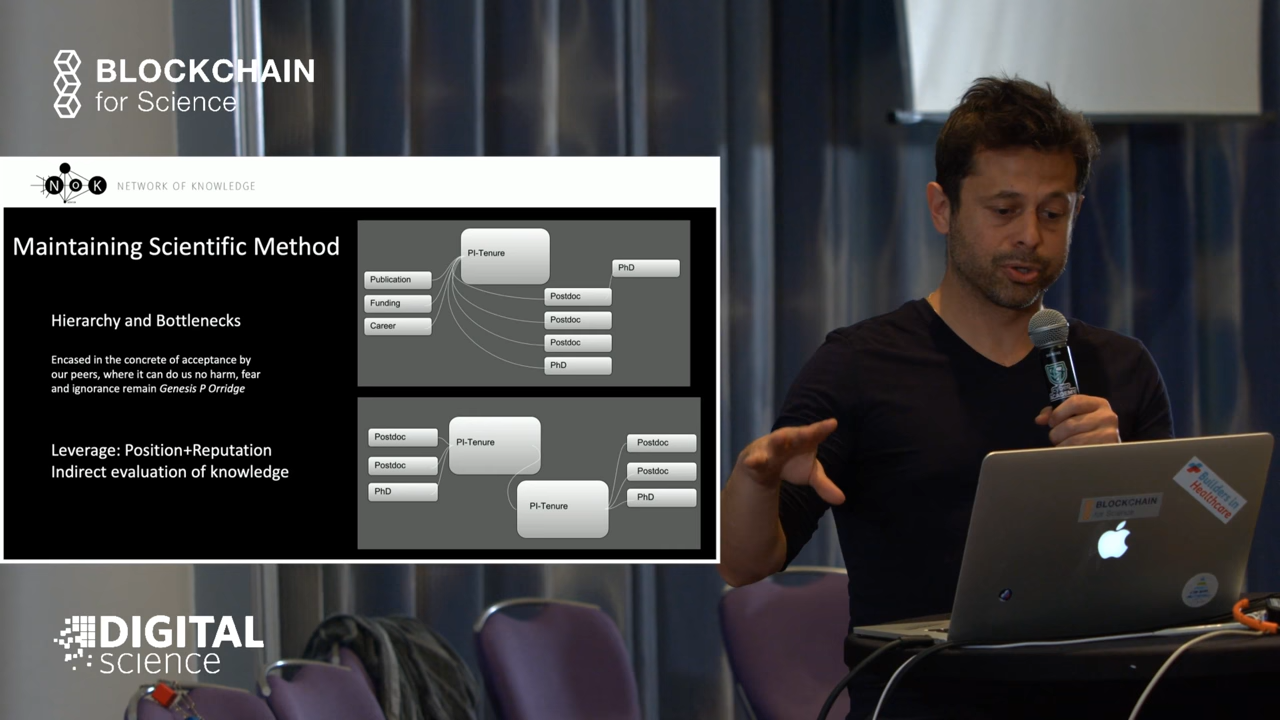 BLOCKCHAIN
for Science
NOK NETWORK OF KNOWLEDGE
Maintaining Scientific Method
Hierarchy and Bottlenecks
Encased in the concrete of acceptance by
our peers, where it can do us no harm, fear
and ignorance remain Genesis P Orridge
Leverage: Position+Reputation
Indirect evaluation of knowledge
PI-Tenure
Publication
Funding
Career
PhD
Postdoc
Postdoc
Postdoc
PhD
Postdoc
Postdoc
PhD
PI-Tenure
PI-Tenure
Postdoc
Postdoc
PhD
BLOCKCHAIN
for Science
Builders in
Healthcare
DIGITAL
science